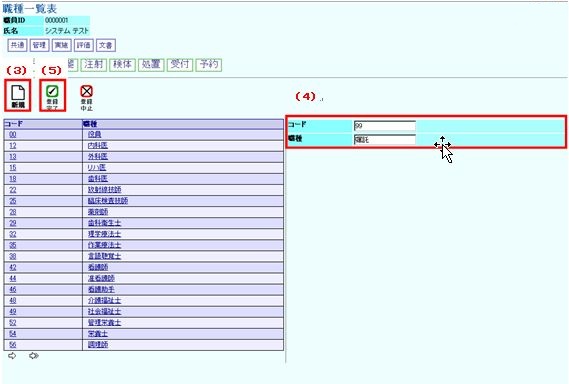 職種一覧表
職員ID 0000001
氏名 システム テスト
共通 管理 実施 評価 文書
注射 検体 処置 受付 予約
(3) (5) (4)
新規 登録完了 登録中止
コード 職種
00 役員
12 内科医
13 外科医
15 リハ医
18 歯科医
22 放射線技師
25 臨床検査技師
28 薬剤師
29 歯科衛生士
32 理学療法士
35 作業療法士
38 言語聴覚士
42 看護師
44 准看護師
46 看護助手
48 介護福祉士
49 社会福祉士
52 管理栄養士
54 栄養士
56 調理師
コード 99
職種 嘱託